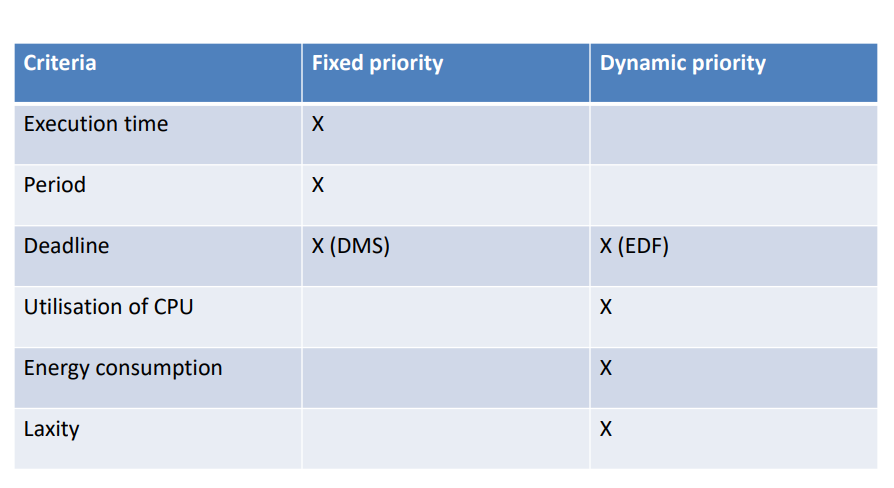 Criteria Fixed priority Dynamic priority
Execution time X
Period X
Deadline X (DMS) X (EDF)
Utilisation of CPU X
Energy consumption X
Laxity X